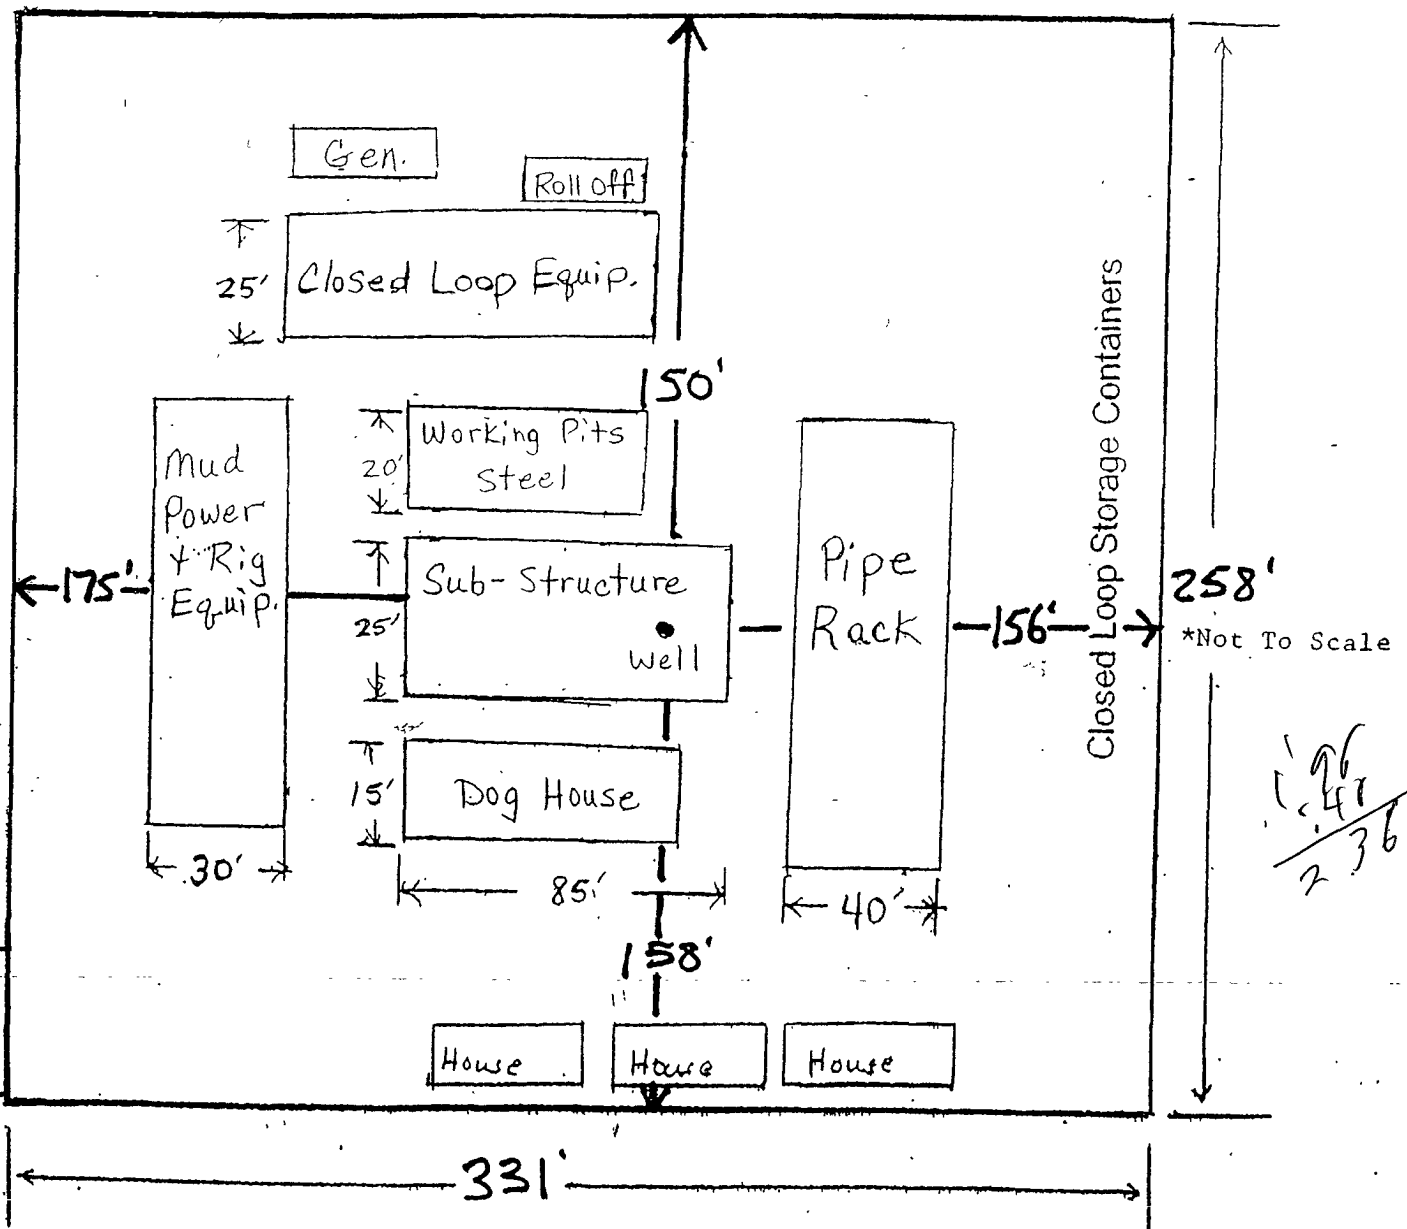 Gen.
Roll Off
25'
Closed Loop Equip.
150'
Working Pits
Steel
20'
Mud
Power
+ Rig
Equip.
175'
Sub-Structure
25'
Well
Pipe
Rack
156'
Closed Loop Storage Containers
258'
*Not To Scale
15'
Dog House
30'
85'
40'
158'
House
House
House
331'